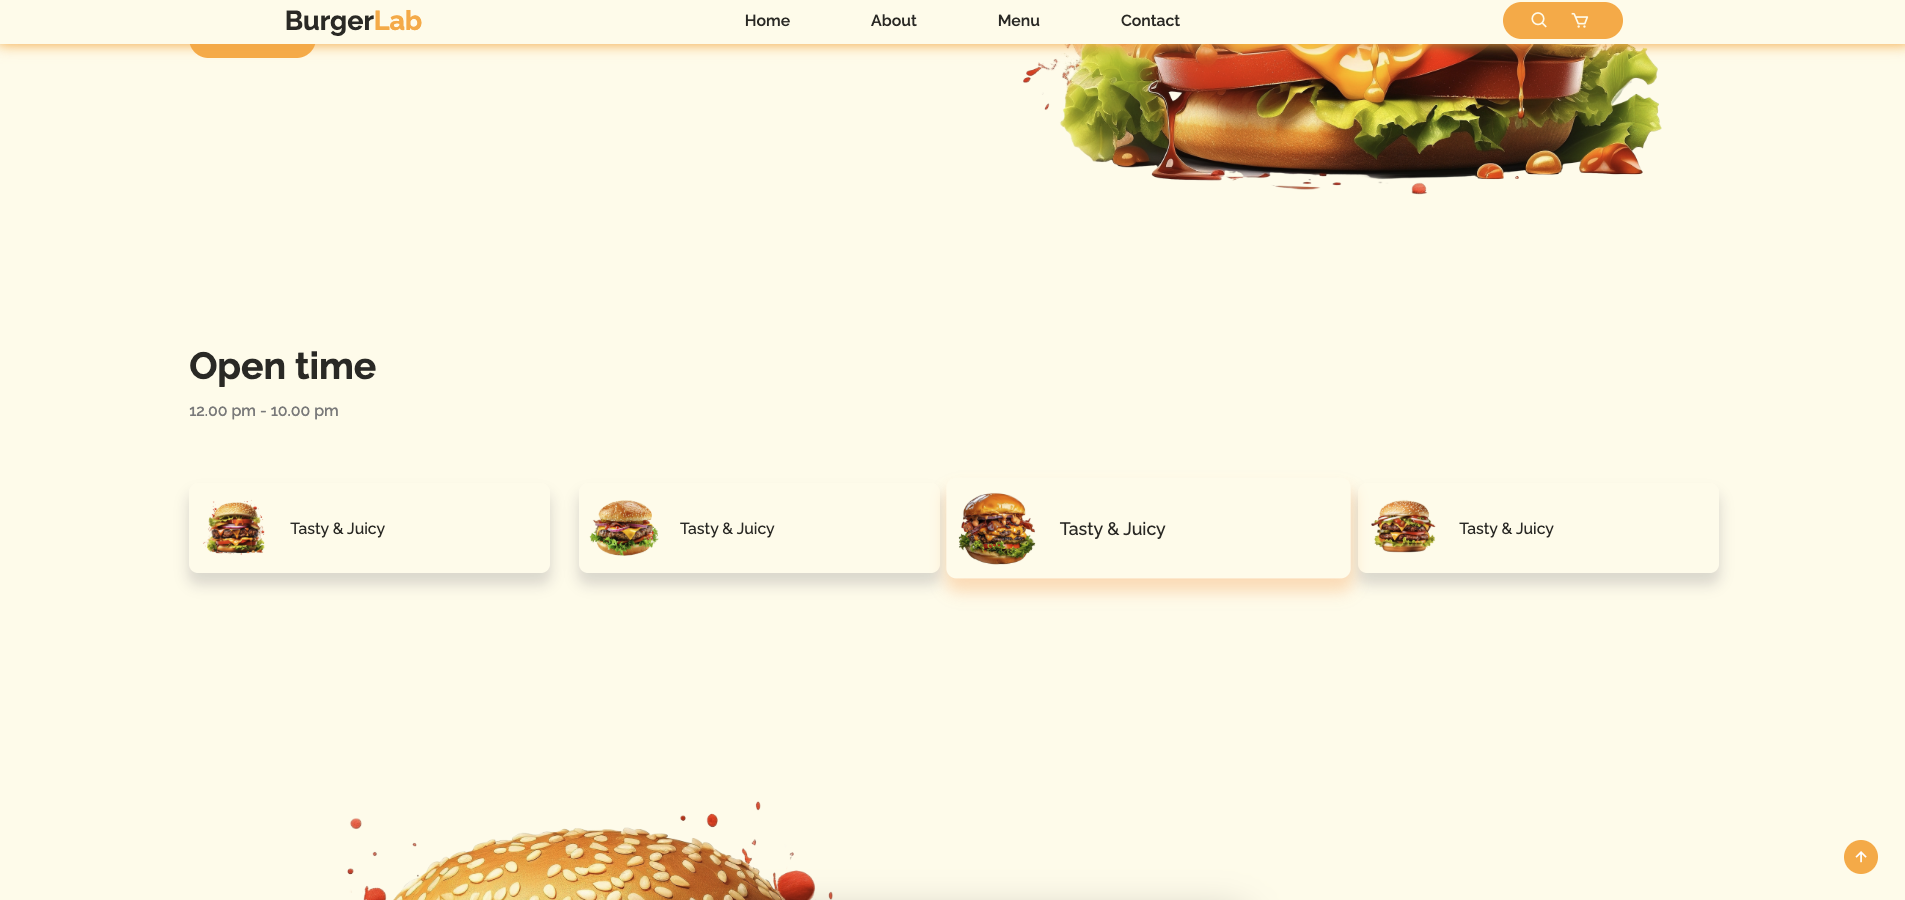 BurgerLab
Home
About
Menu
Contact
Open time
12.00 pm - 10.00 pm
Tasty & Juicy
Tasty & Juicy
Tasty & Juicy
Tasty & Juicy